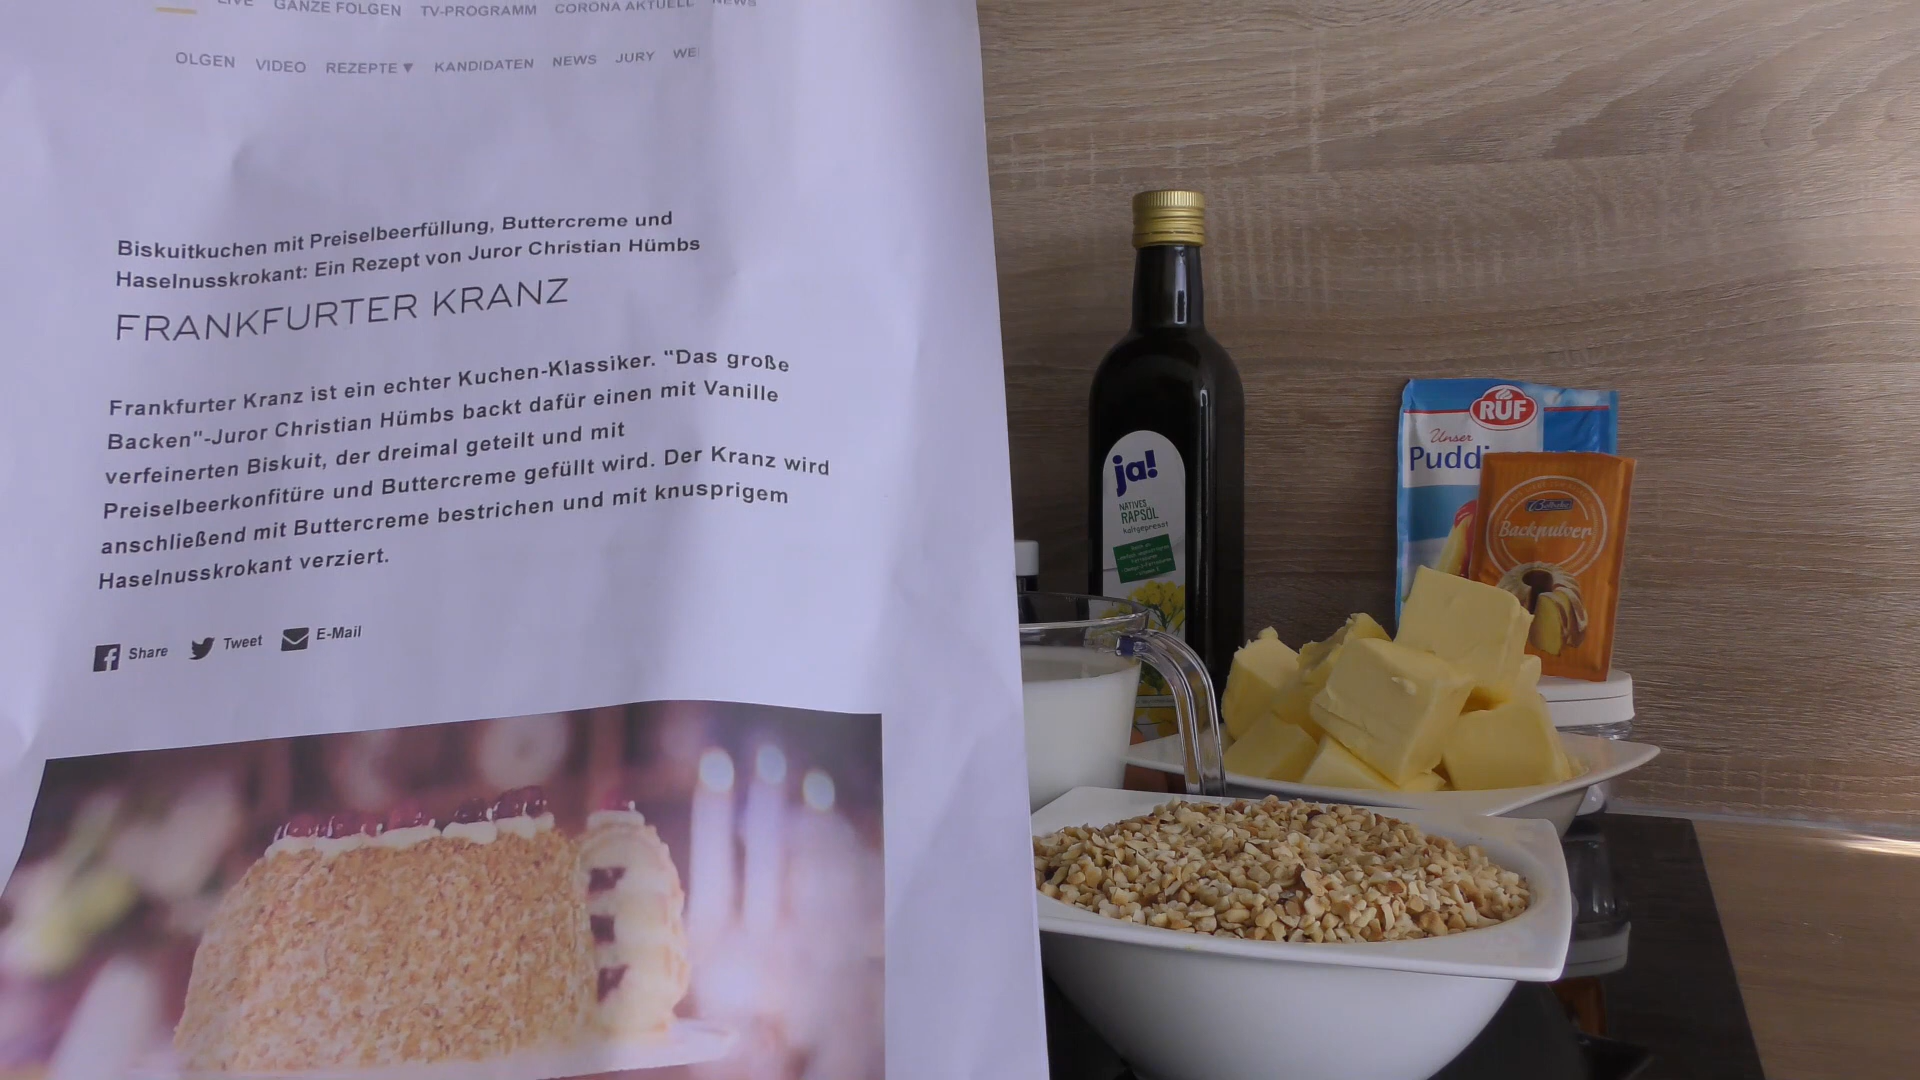 LIVE GANZE FOLGEN TV-PROGRAMM CORONA AKTUELL NEWS
OLGEN VIDEO REZEPTE ▼ KANDIDATEN NEWS JURY WE
Biskuitkuchen mit Preiselbeerfüllung, Buttercreme und
Haselnusskrokant: Ein Rezept von Juror Christian Hümbs
FRANKFURTER KRANZ
Frankfurter Kranz ist ein echter Kuchen-Klassiker. "Das große
Backen"-Juror Christian Hümbs backt dafür einen mit Vanille
verfeinerten Biskuit, der dreimal geteilt und mit
Preiselbeerkonfitüre und Buttercreme gefüllt wird. Der Kranz wird
anschließend mit Buttercreme bestrichen und mit knusprigem
Haselnusskrokant verziert.
Share Tweet E-Mail
ja!
NATIVES
RAPSÖL
kaltgepresst
RUF
Unser
Puddi
Backpulver